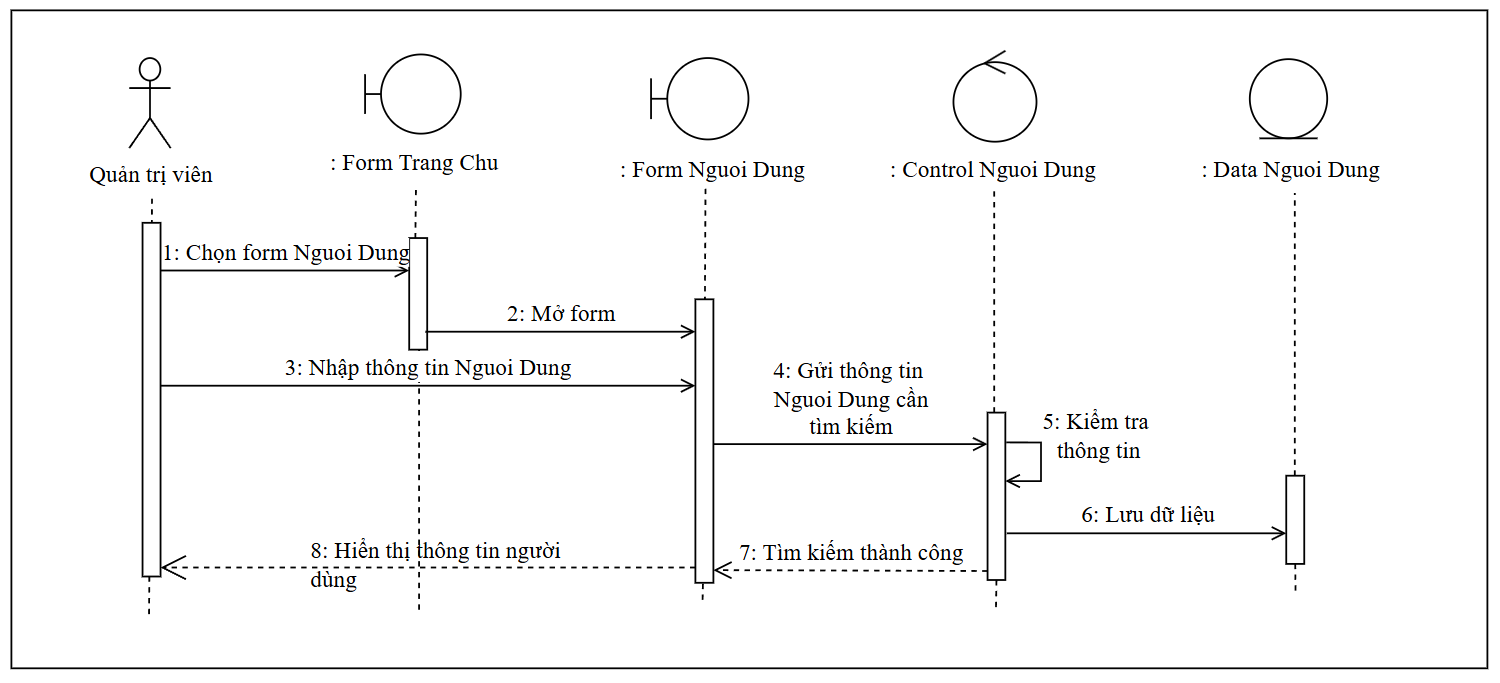 Quản trị viên
: Form Trang Chu
: Form Nguoi Dung
: Control Nguoi Dung
: Data Nguoi Dung
1: Chọn form Nguoi Dung
2: Mở form
3: Nhập thông tin Nguoi Dung
4: Gửi thông tin
Nguoi Dung cần
tìm kiếm
5: Kiểm tra
thông tin
6: Lưu dữ liệu
7: Tìm kiếm thành công
8: Hiển thị thông tin người
dùng